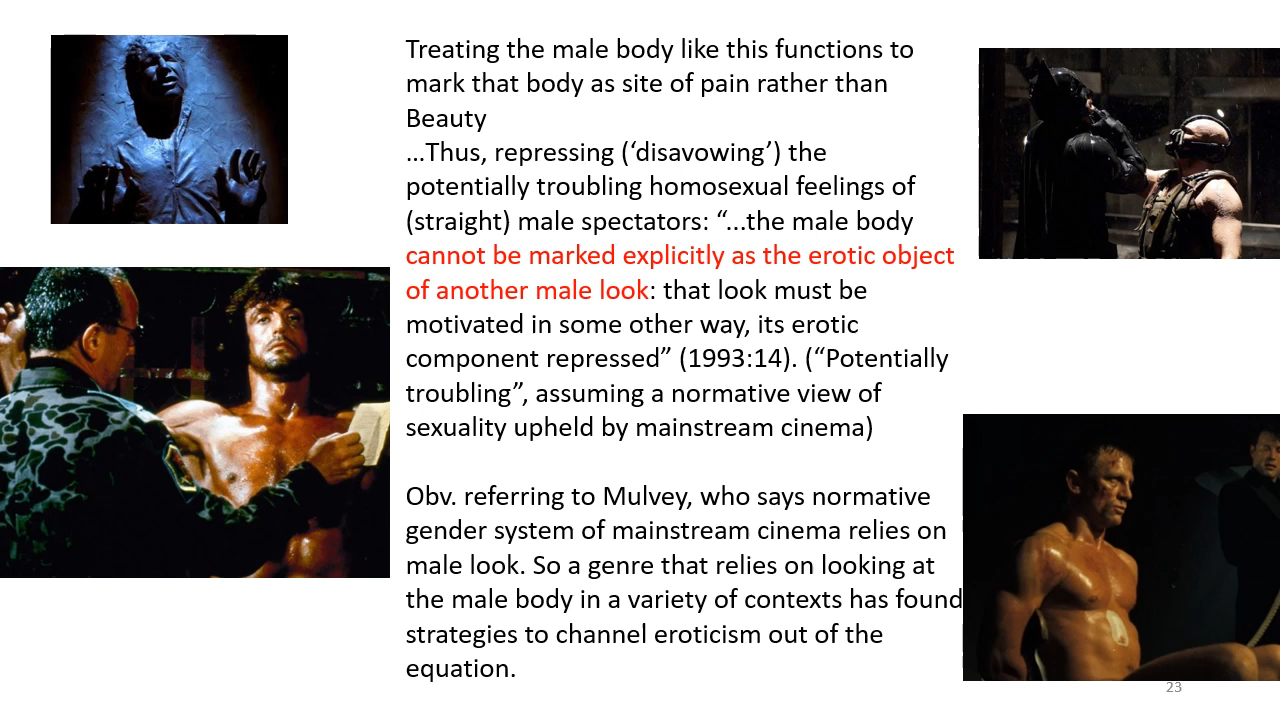 Treating the male body like this functions to
mark that body as site of pain rather than
Beauty
…Thus, repressing (‘disavowing’) the
potentially troubling homosexual feelings of
(straight) male spectators: “...the male body
cannot be marked explicitly as the erotic object
of another male look: that look must be
motivated in some other way, its erotic
component repressed” (1993:14). (“Potentially
troubling”, assuming a normative view of
sexuality upheld by mainstream cinema)
Obv. referring to Mulvey, who says normative
gender system of mainstream cinema relies on
male look. So a genre that relies on looking at
the male body in a variety of contexts has found
strategies to channel eroticism out of the
equation.
23